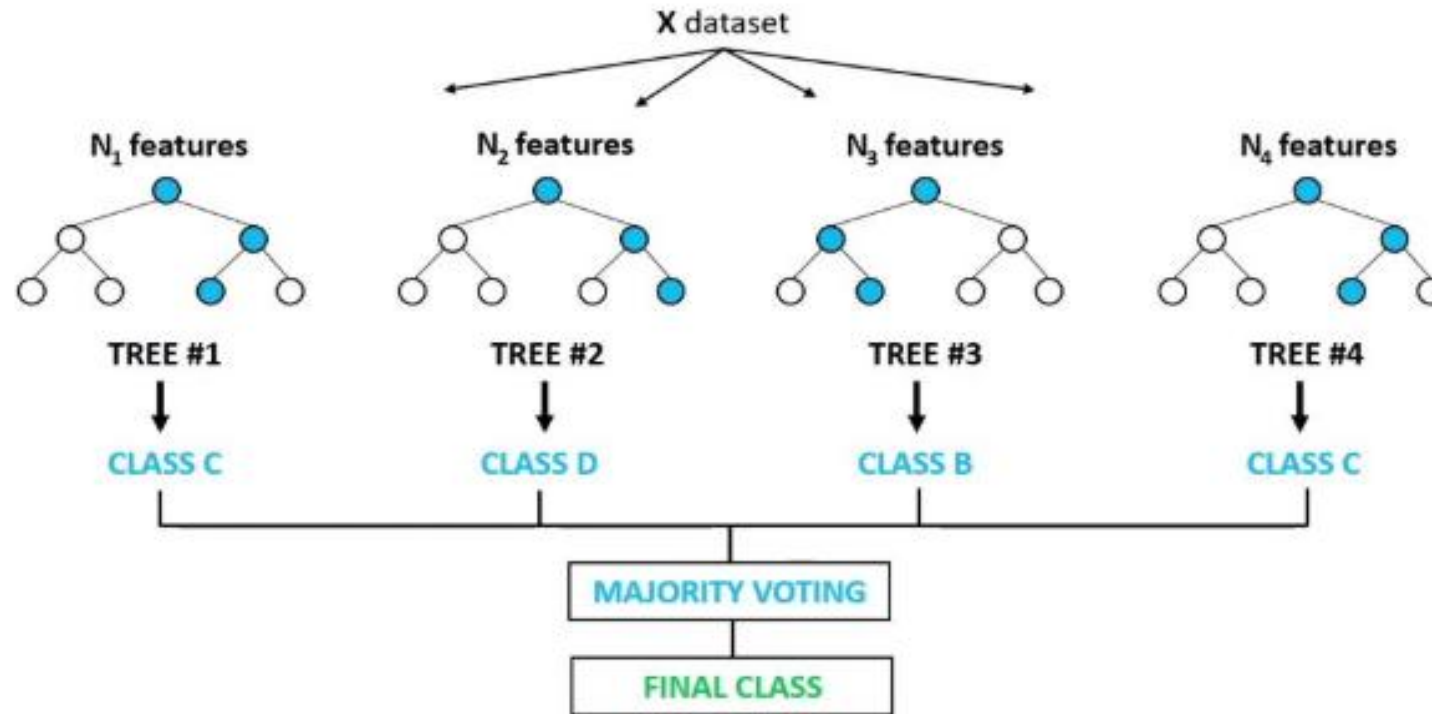 X dataset
N₁ features
N₂ features
N₃ features
N₄ features
TREE #1
TREE #2
TREE #3
TREE #4
CLASS C
CLASS D
CLASS B
CLASS C
MAJORITY VOTING
FINAL CLASS